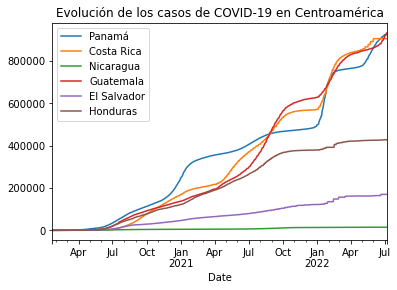 Evolución de los casos de COVID-19 en Centroamérica
Panamá
Costa Rica
Nicaragua
Guatemala
El Salvador
Honduras
800000
600000
400000
200000
0
Apr Jul Oct Jan Apr Jul Oct Jan Apr Jul
2021 2022
Date